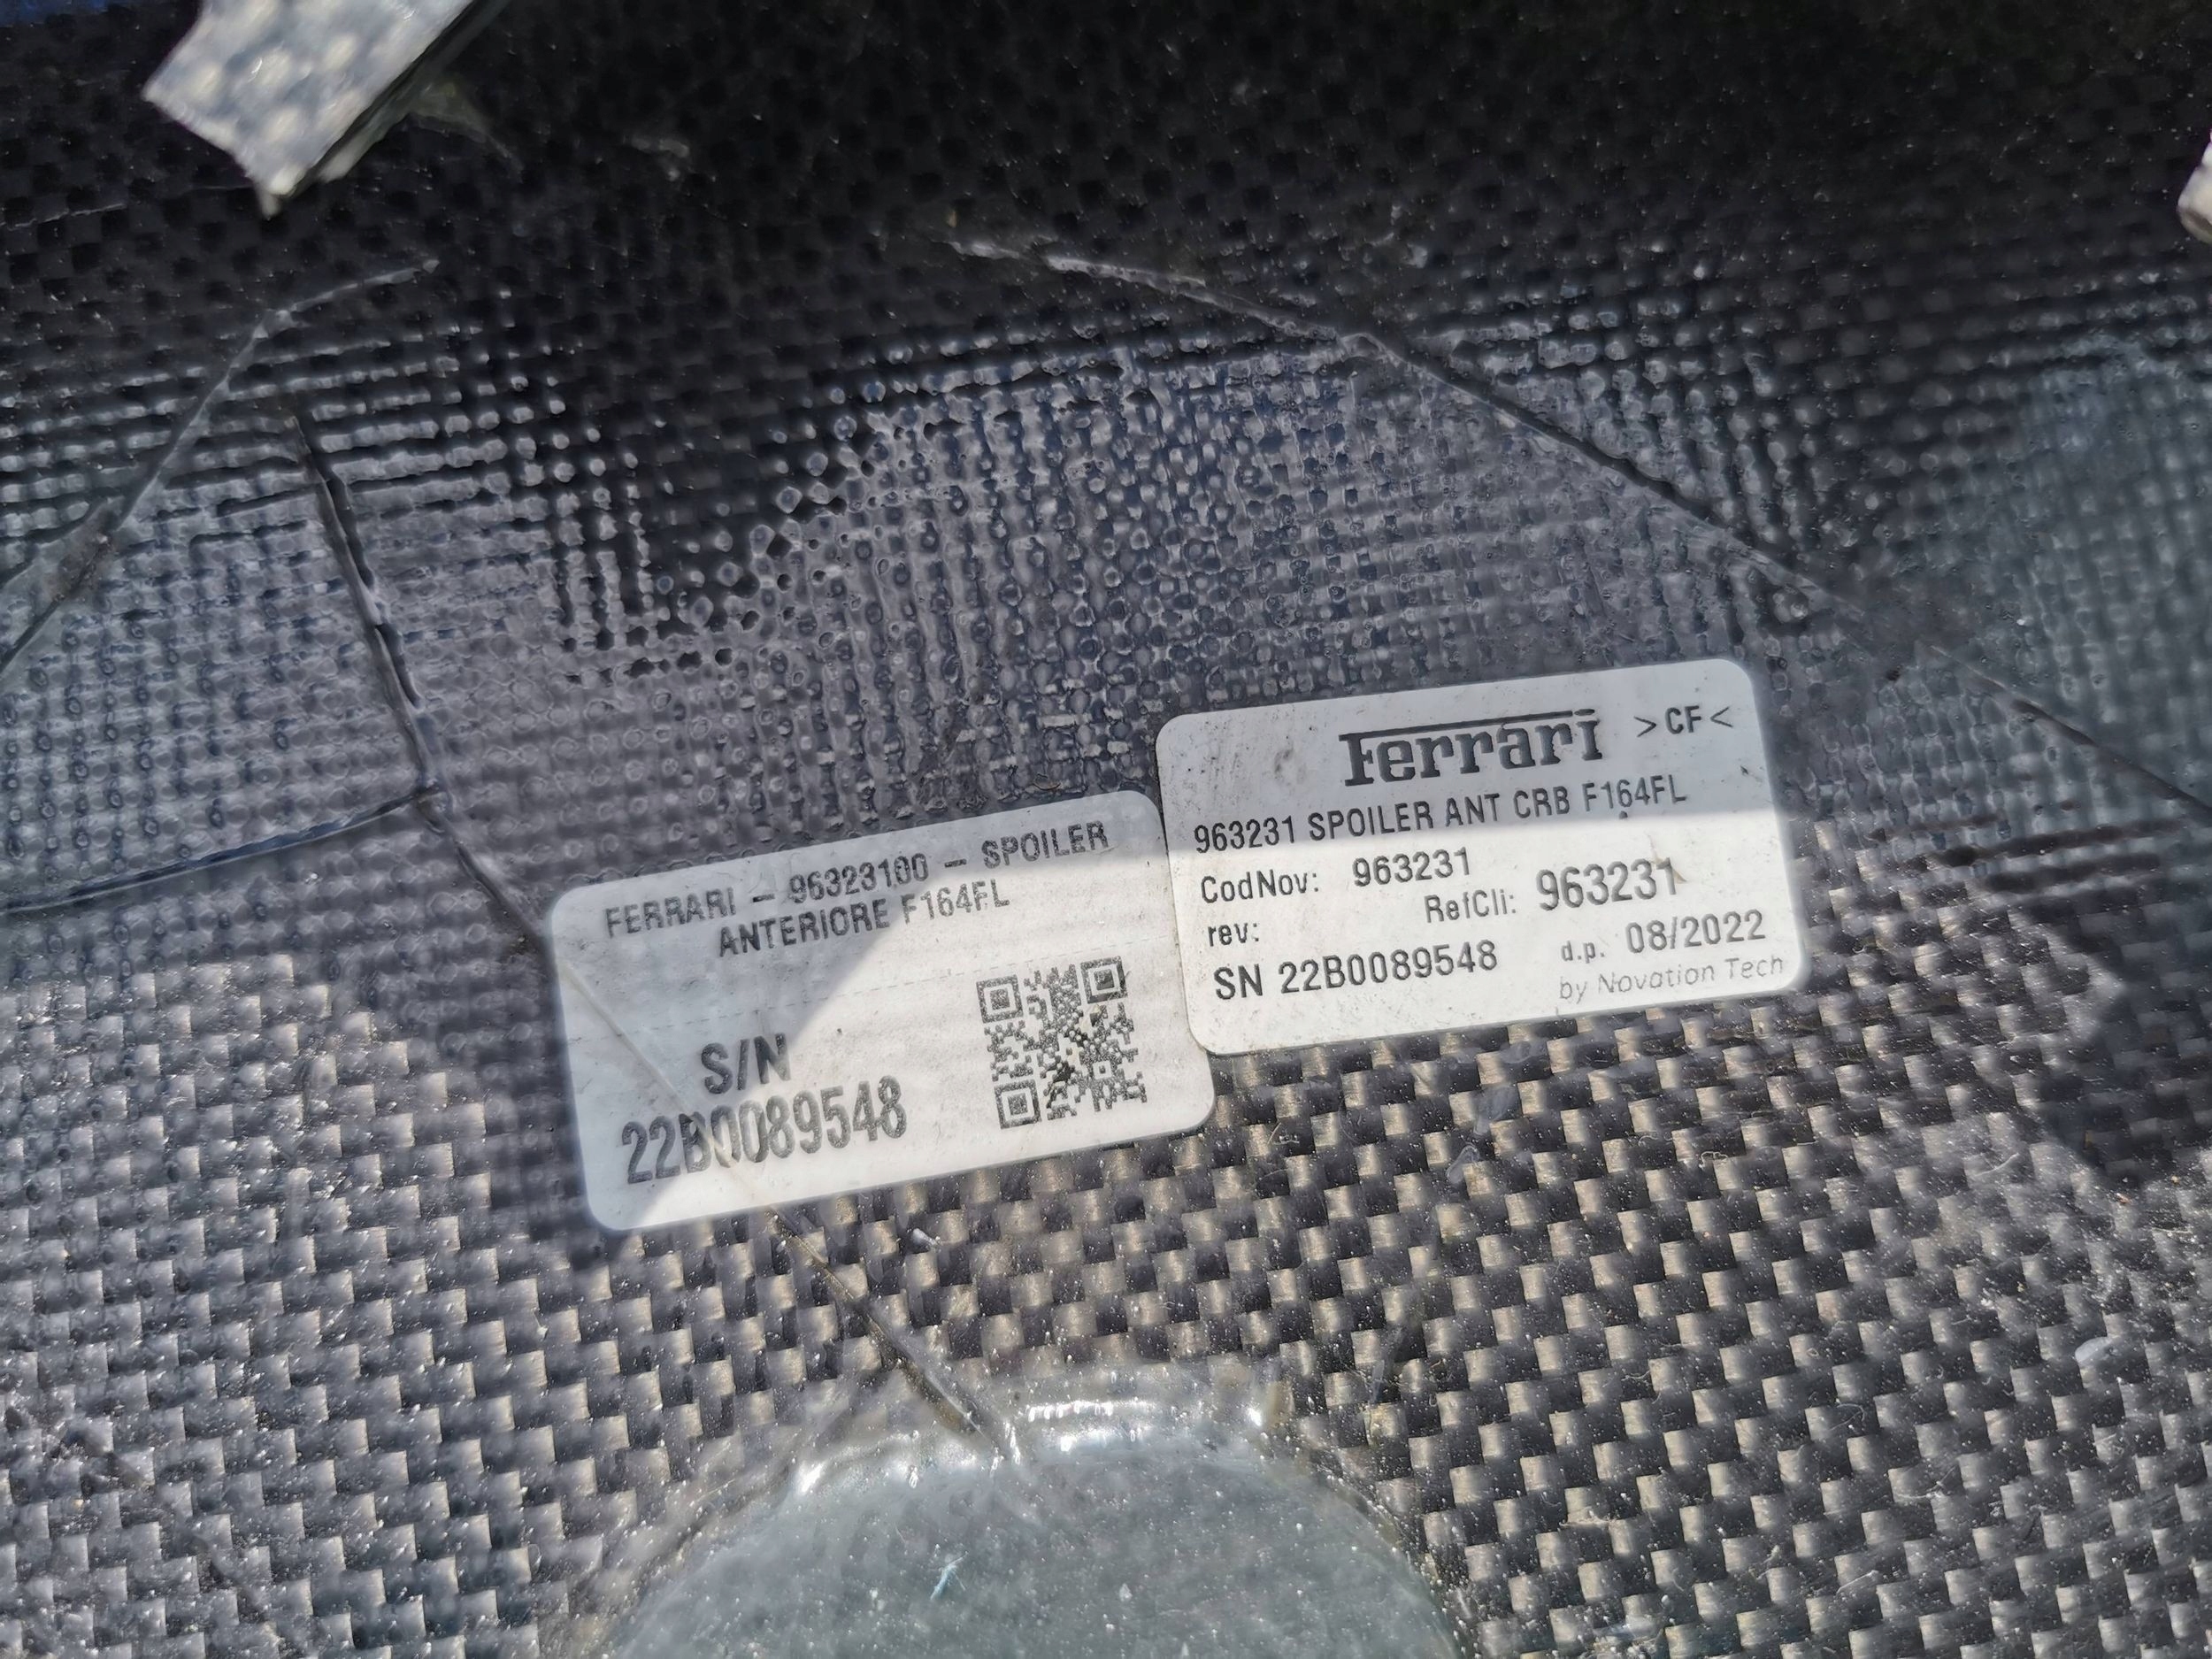 FERRARI – 96323100 – SPOILER
ANTERIORE F164FL
S/N
22B0089548
Ferrari >CF<
963231 SPOILER ANT CRB F164FL
CodNov: 963231
rev: RefCli: 963231
SN 22B0089548 d.p. 08/2022
by Novation Tech